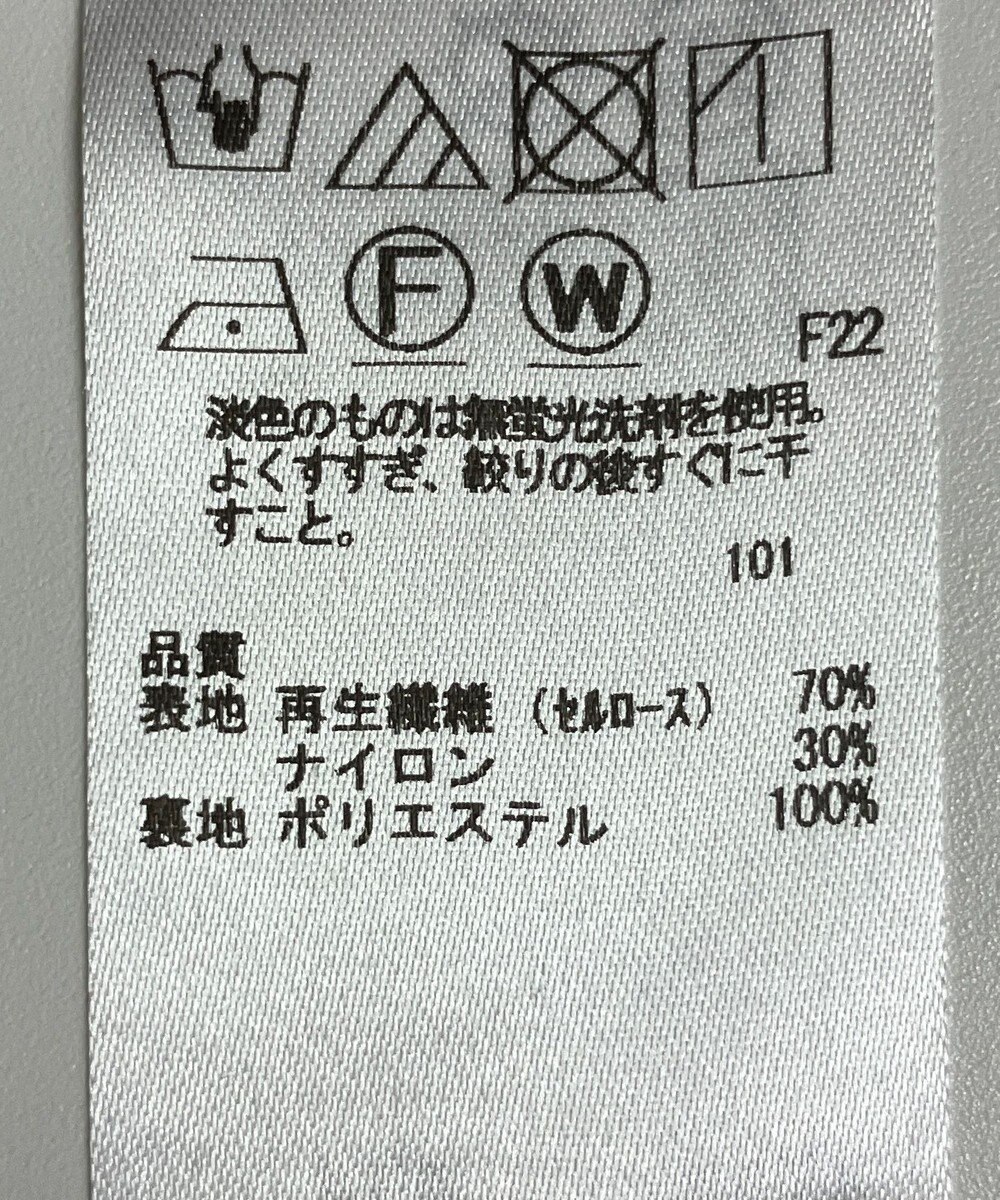 F W
F22
淡色のものは無蛍光洗剤を使用。
よくすすぎ、絞りの後すぐに干
すこと。
101
品質
表地 再生繊維 (セルロース) 70%
ナイロン 30%
裏地 ポリエステル 100%